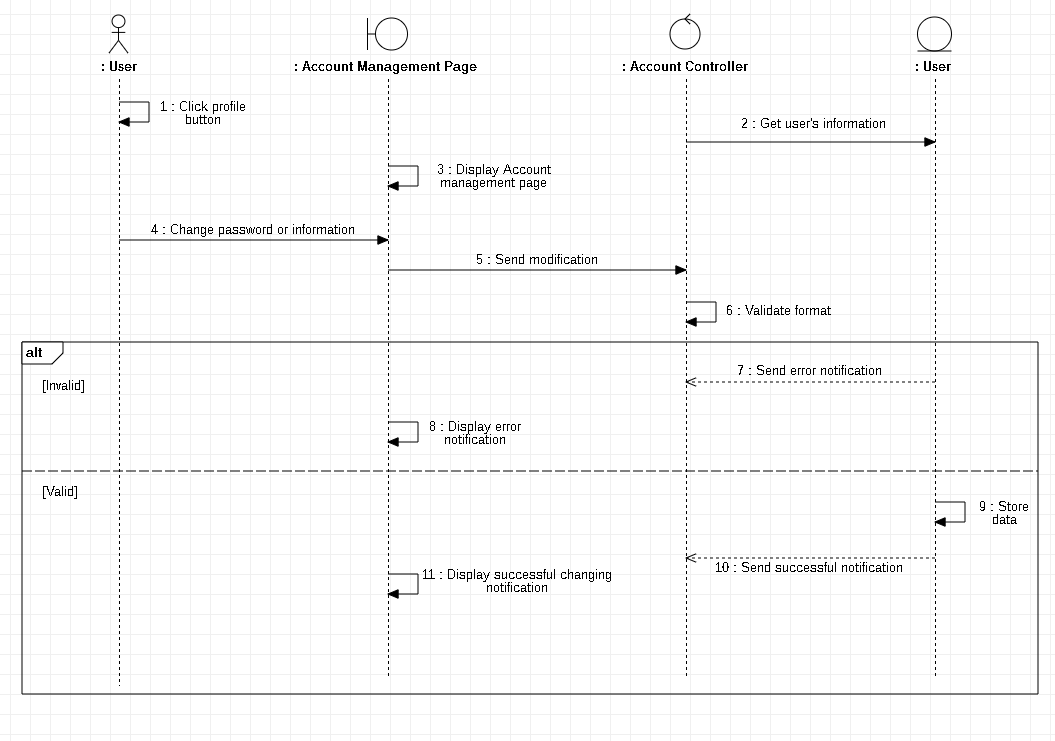 : User
: Account Management Page
: Account Controller
: User
1 : Click profile
button
2 : Get user's information
3 : Display Account
management page
4 : Change password or information
5 : Send modification
6 : Validate format
alt
[Invalid]
7 : Send error notification
8 : Display error
notification
[Valid]
9 : Store
data
10 : Send successful notification
11 : Display successful changing
notification